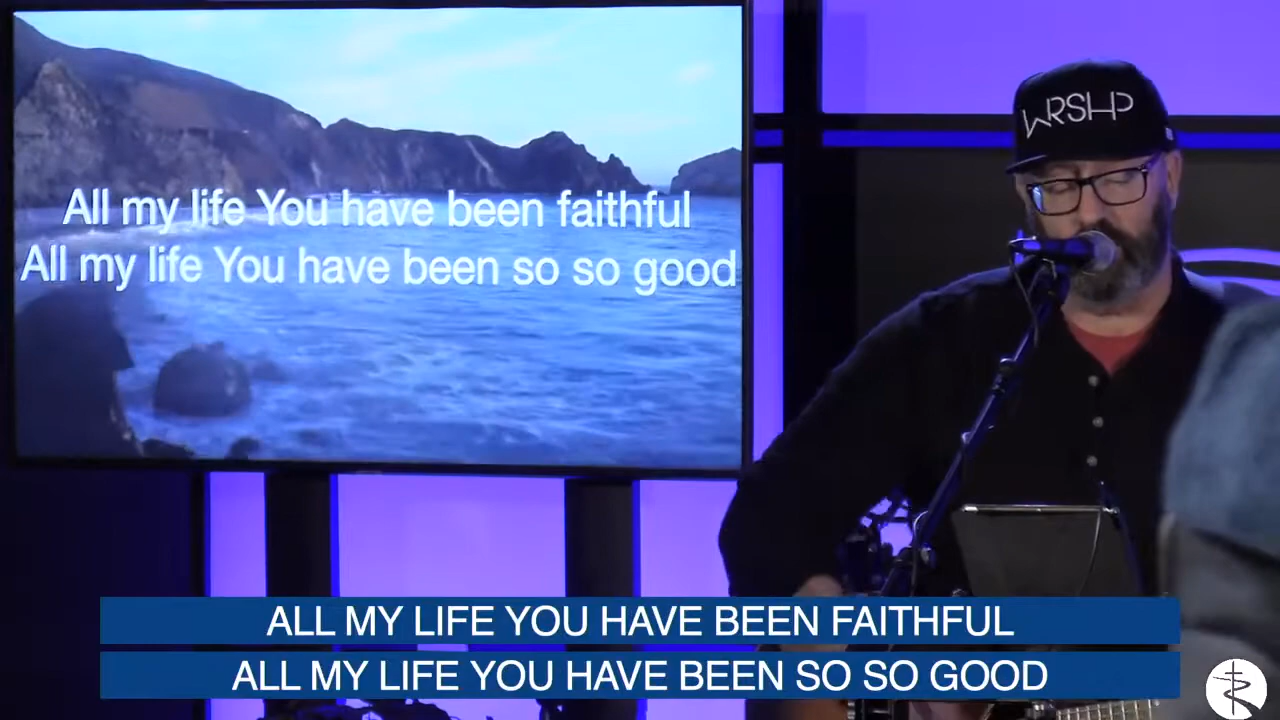 WRSHP
All my life You have been faithful
All my life You have been so so good
ALL MY LIFE YOU HAVE BEEN FAITHFUL
ALL MY LIFE YOU HAVE BEEN SO SO GOOD